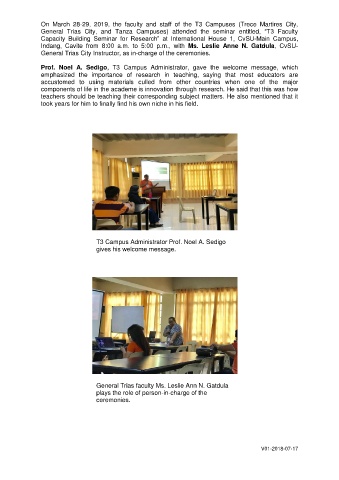 On March 28-29, 2019, the faculty and staff of the T3 Campuses (Trece Martires City,
General Trias City, and Tanza Campuses) attended the seminar entitled, "T3 Faculty
Capacity Building Seminar for Research" at International House 1, CvSU-Main Campus,
Indang, Cavite from 8:00 a.m. to 5:00 p.m., with Ms. Leslie Anne N. Gatdula, CvSU-
General Trias City Instructor, as in-charge of the ceremonies.
Prof. Noel A. Sedigo, T3 Campus Administrator, gave the welcome message, which
emphasized the importance of research in teaching, saying that most educators are
accustomed to using materials culled from other countries when one of the major
components of life in the academe is innovation through research. He said that this was how
teachers should be teaching their corresponding subject matters. He also mentioned that it
took years for him to finally find his own niche in his field.
T3 Campus Administrator Prof. Noel A. Sedigo
gives his welcome message.
General Trias faculty Ms. Leslie Ann N. Gatdula
plays the role of person-in-charge of the
ceremonies.
V01-2018-07-17